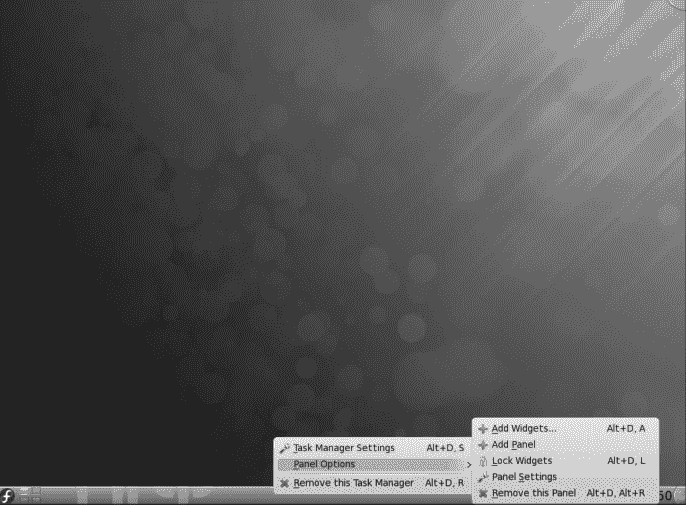 Task Manager Settings Alt+D, S
Panel Options
Remove this Task Manager Alt+D, R
Add Widgets... Alt+D, A
Add Panel
Lock Widgets Alt+D, L
Panel Settings
Remove this Panel Alt+D, Alt+R
50